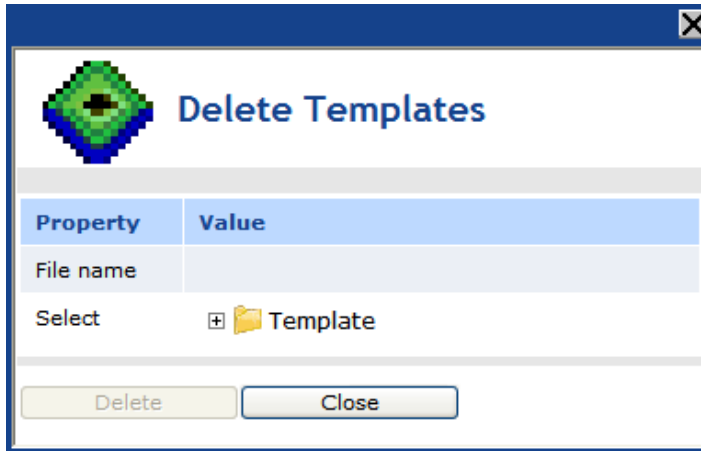 Delete Templates
Property Value
File name
Select Template
Delete Close